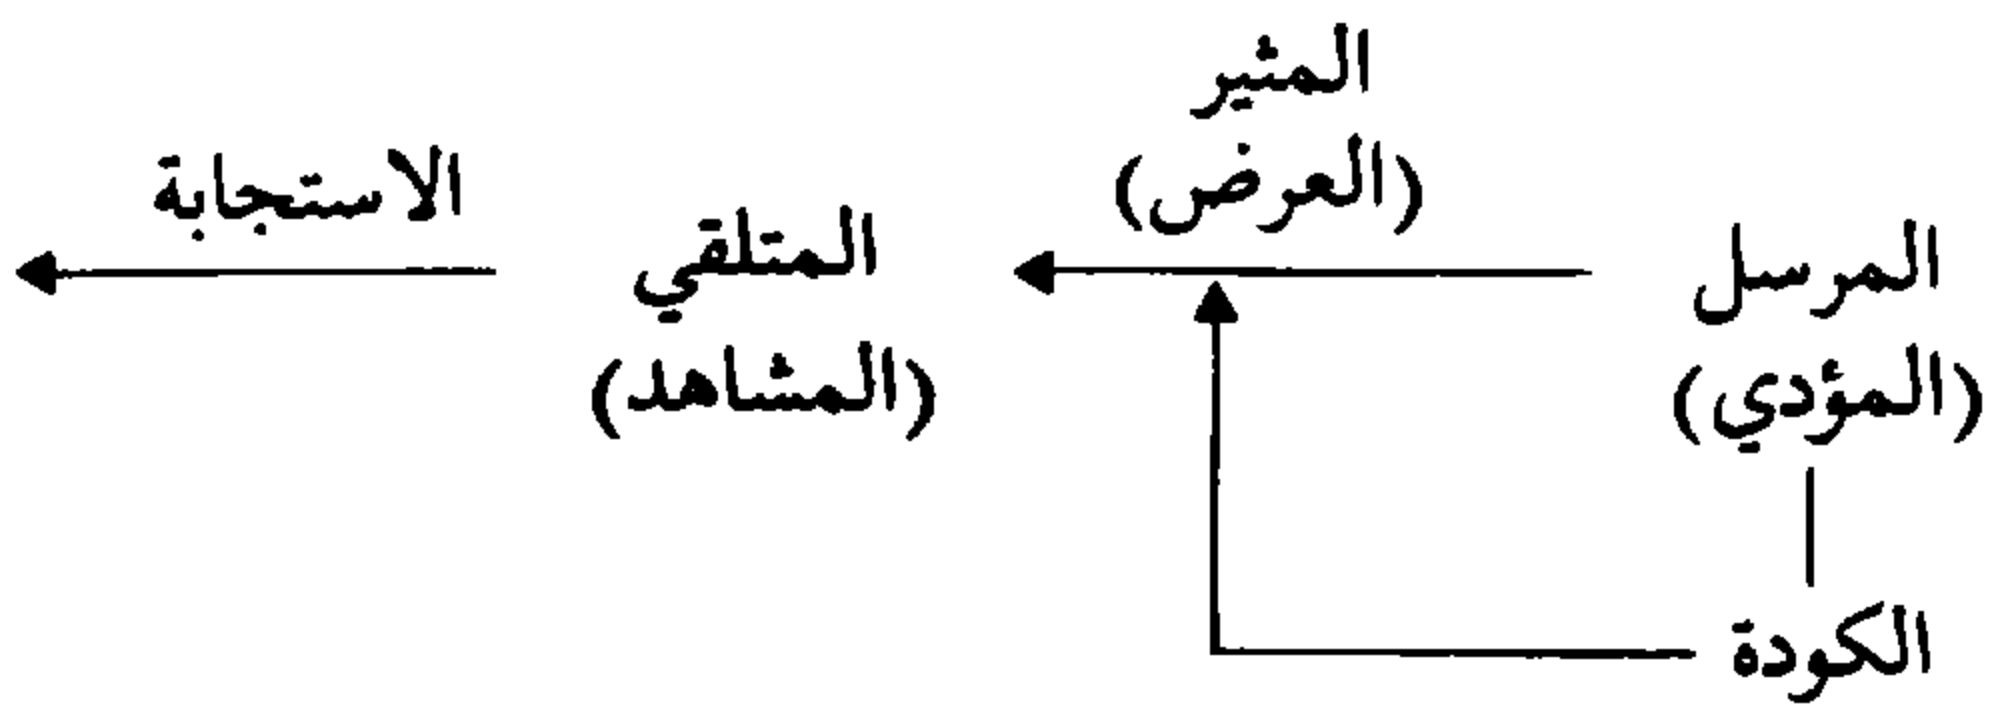 المرسل
(المؤدي)
الكودة
المثير
(العرض)
المتلقي
(المشاهد)
الاستجابة